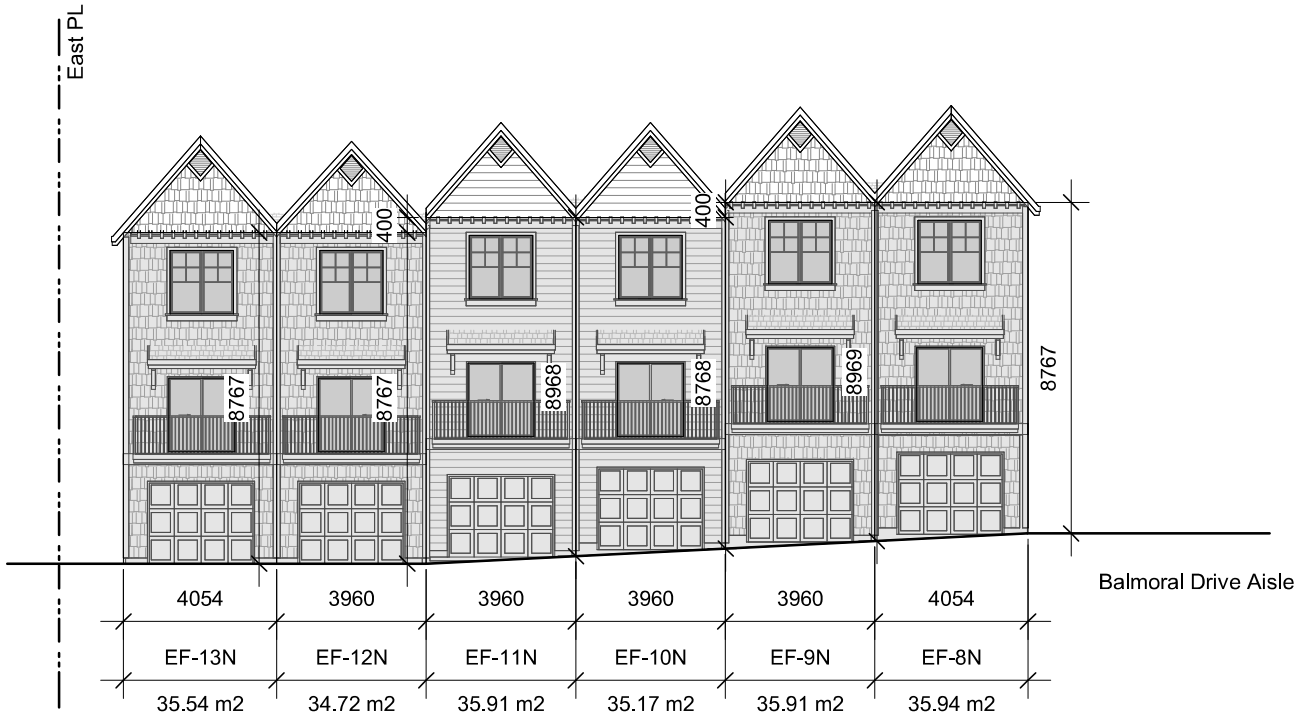 East PL
400
400
8767
8767
8968
8768
8969
8767
Balmoral Drive Aisle
4054 3960 3960 3960 3960 4054
EF-13N EF-12N EF-11N EF-10N EF-9N EF-8N
35.54 m2 34.72 m2 35.91 m2 35.17 m2 35.91 m2 35.94 m2